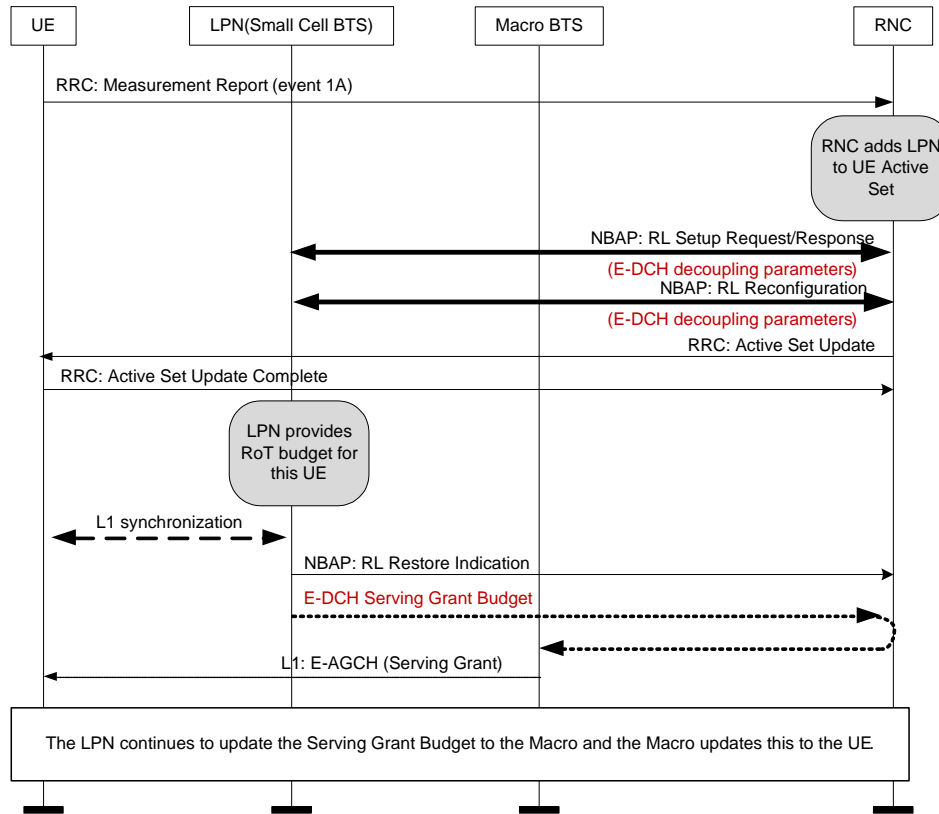 UE
LPN(Small Cell BTS)
Macro BTS
RNC
RRC: Measurement Report (event 1A)
RNC adds LPN
to UE Active
Set
NBAP: RL Setup Request/Response
(E-DCH decoupling parameters)
NBAP: RL Reconfiguration
(E-DCH decoupling parameters)
RRC: Active Set Update
RRC: Active Set Update Complete
LPN provides
RoT budget for
this UE
L1 synchronization
NBAP: RL Restore Indication
E-DCH Serving Grant Budget
L1: E-AGCH (Serving Grant)
The LPN continues to update the Serving Grant Budget to the Macro and the Macro updates this to the UE.